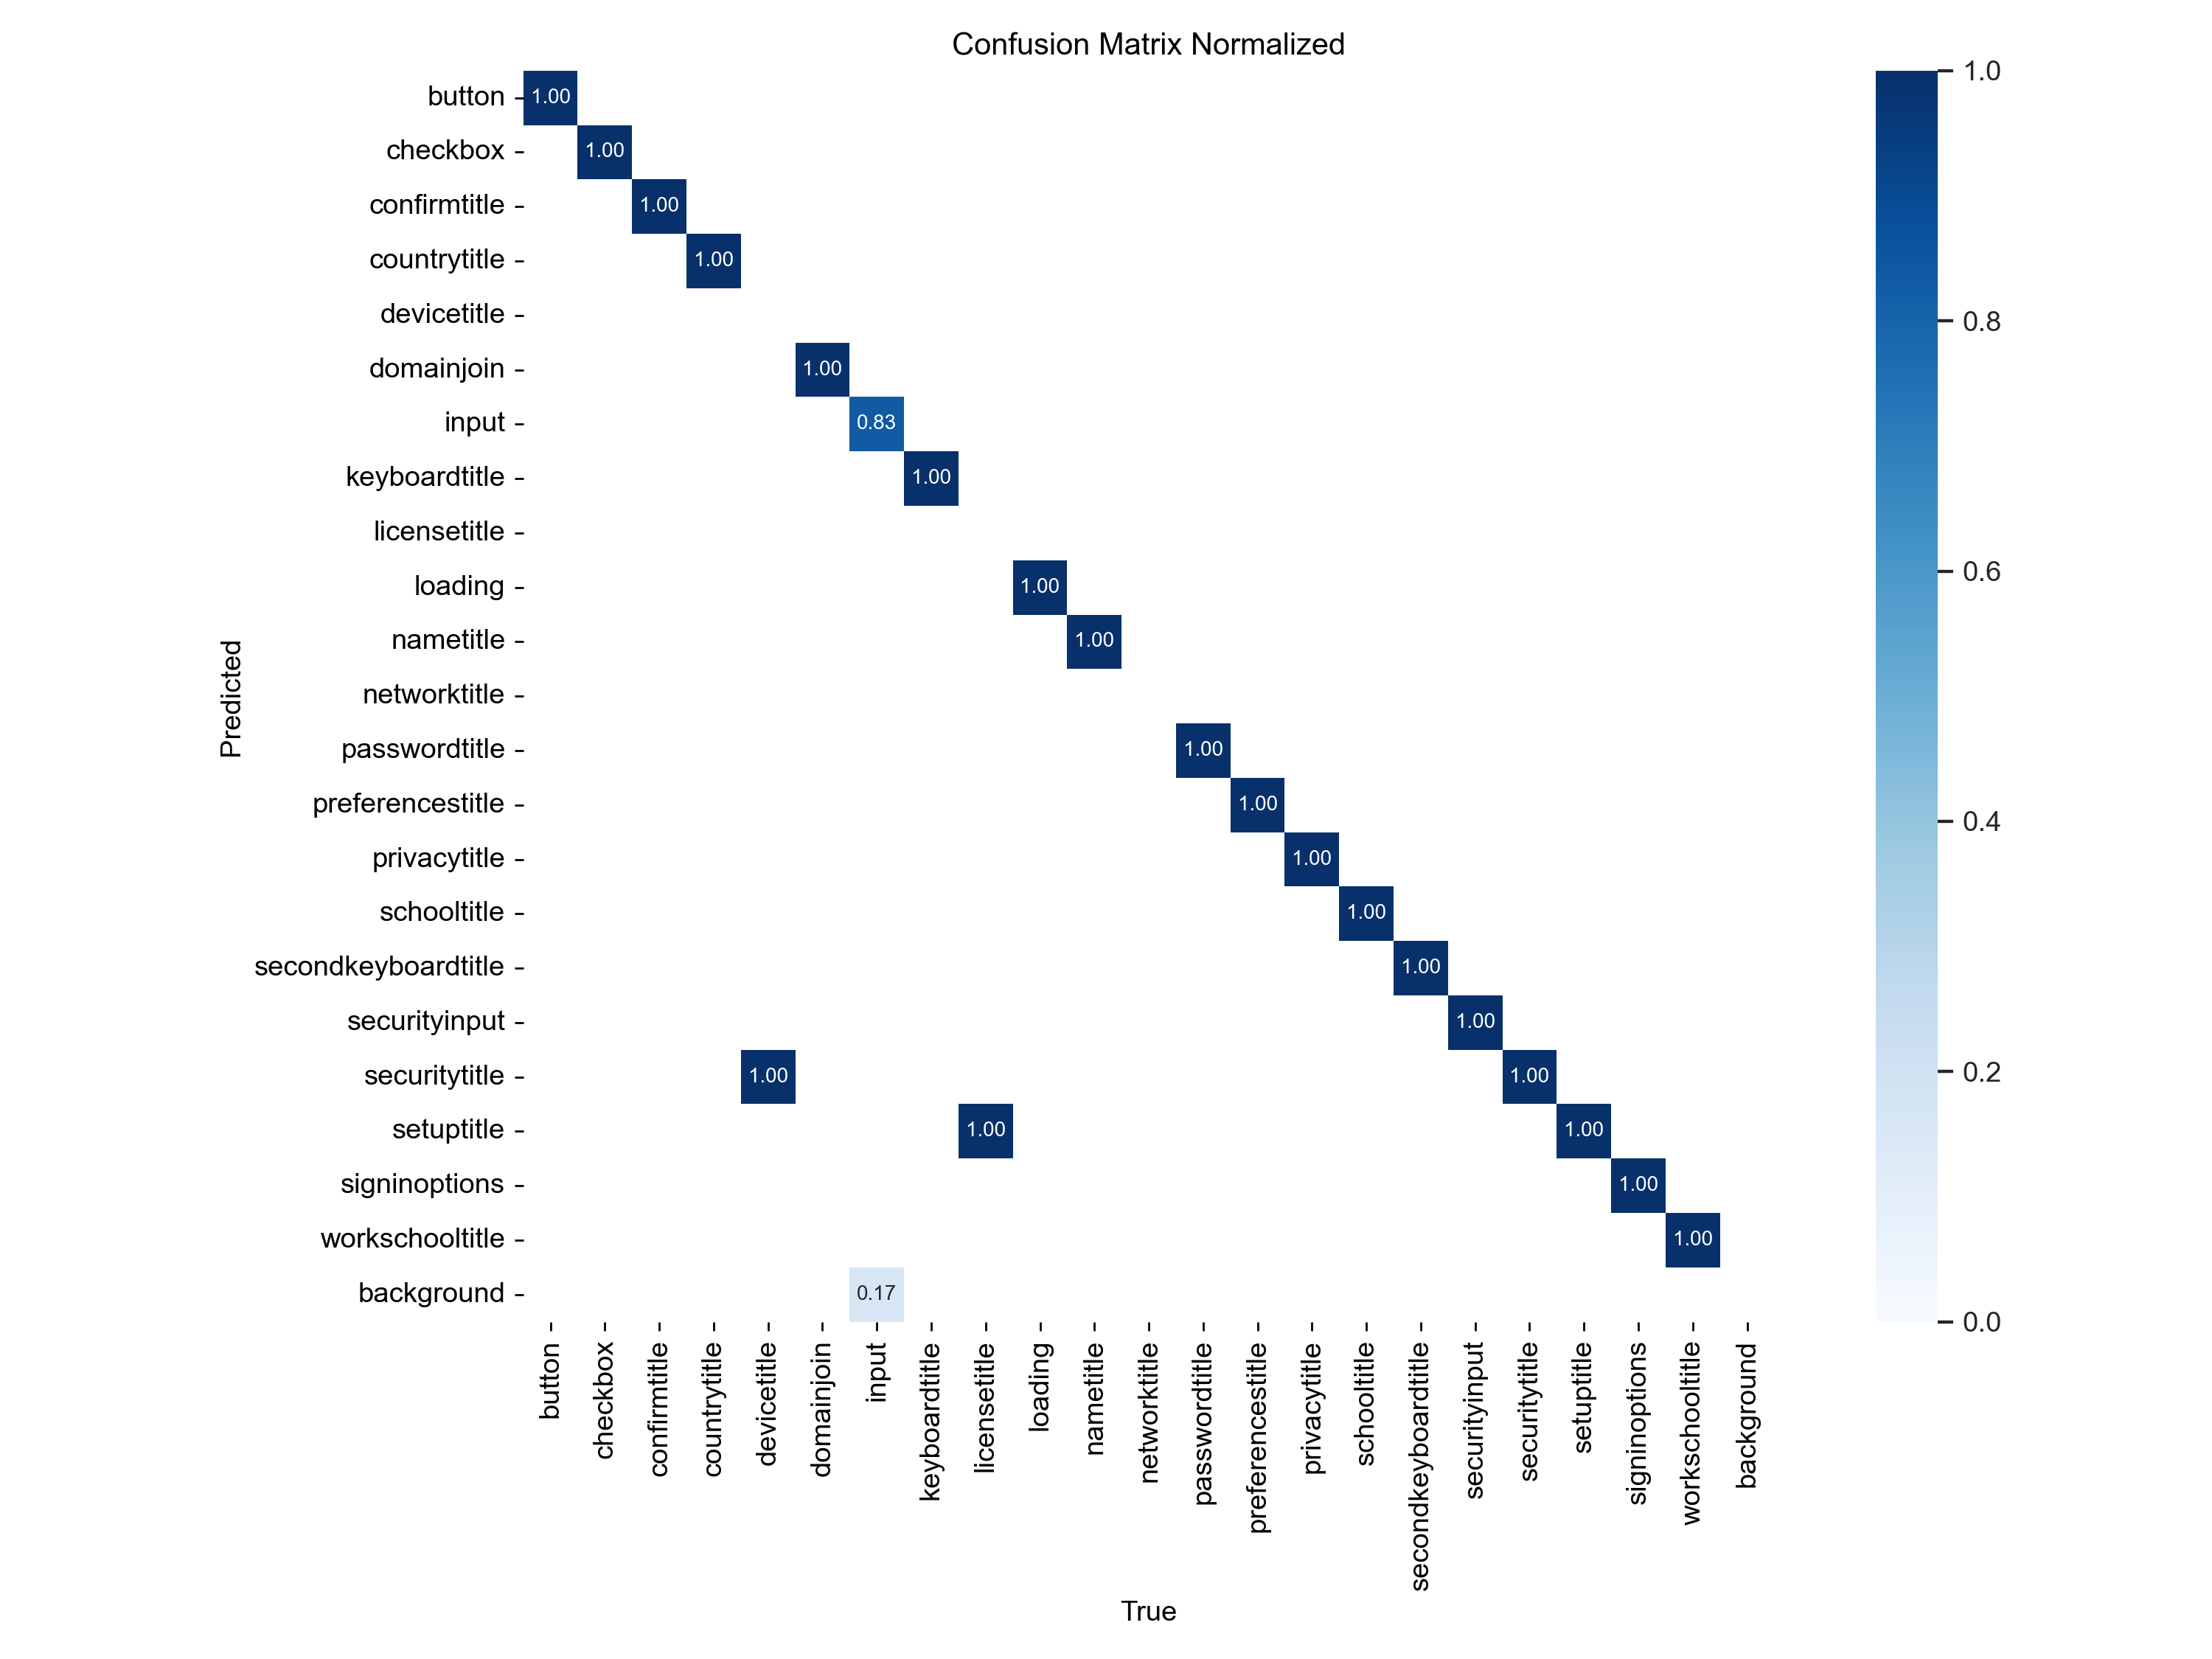 Confusion Matrix Normalized
button 1.00 1.0
checkbox 1.00
confirmtitle 1.00
countrytitle 1.00
devicetitle 0.8
domainjoin 1.00
input 0.83
keyboardtitle 1.00
licensetitle
loading 1.00 0.6
nametitle 1.00
networktitle
Predicted
passwordtitle 1.00
preferencestitle 1.00 0.4
privacytitle 1.00
schooltitle 1.00
secondkeyboardtitle 1.00
securityinput 1.00
securitytitle 1.00 1.00 0.2
setuptitle 1.00 1.00
signinoptions 1.00
workschooltitle 1.00
background 0.17 0.0
button checkbox confirmtitle countrytitle devicetitle domainjoin input keyboardtitle licensetitle loading nametitle networktitle passwordtitle preferencestitle privacytitle schooltitle secondkeyboardtitle securityinput securitytitle setuptitle signinoptions workschooltitle background
True